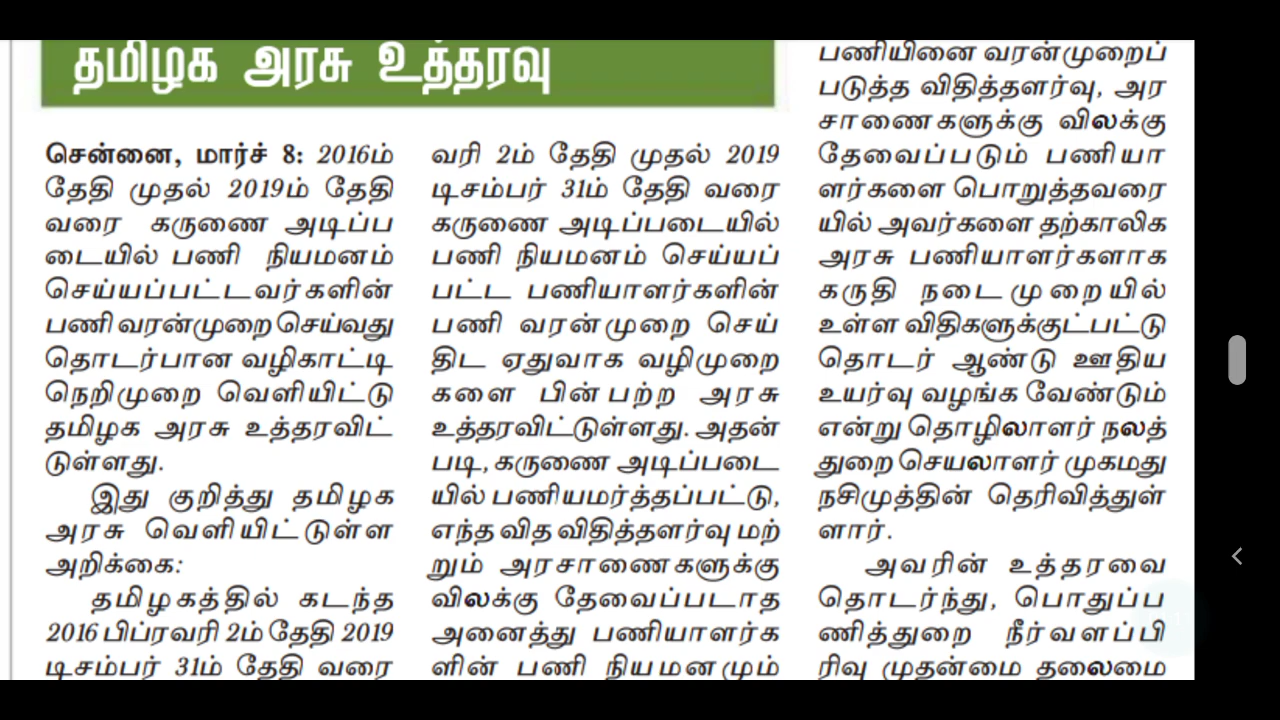 தமிழக அரசு உத்தரவு
சென்னை, மார்ச் 8: 2016ம்
தேதி முதல் 2019ம் தேதி
வரை கருணை அடிப்ப
டையில் பணி நியமனம்
செய்யப்பட்டவர்களின்
பணி வரன்முறை செய்வது
தொடர்பான வழிகாட்டி
நெறிமுறை வெளியிட்டு
தமிழக அரசு உத்தரவிட்
டுள்ளது.
இது குறித்து தமிழக
அரசு வெளியிட்டுள்ள
அறிக்கை:
தமிழகத்தில் கடந்த
2016 பிப்ரவரி 2ம் தேதி 2019
டிசம்பர் 31ம் தேதி வரை
வரி 2ம் தேதி முதல் 2019
டிசம்பர் 31ம் தேதி வரை
கருணை அடிப்படையில்
பணி நியமனம் செய்யப்
பட்ட பணியாளர்களின்
பணி வரன்முறை செய்
திட ஏதுவாக வழிமுறை
களை பின்பற்ற அரசு
உத்தரவிட்டுள்ளது. அதன்
படி, கருணை அடிப்படை
யில் பணியமர்த்தப்பட்டு,
எந்த வித விதித்தளர்வு மற்
றும் அரசாணைகளுக்கு
விலக்கு தேவைப்படாத
அனைத்து பணியாளர்க
ளின் பணி நியமனமும்
பணியினை வரன்முறைப்
படுத்த விதித்தளர்வு, அர
சாணைகளுக்கு விலக்கு
தேவைப்படும் பணியா
ளர்களை பொறுத்தவரை
யில் அவர்களை தற்காலிக
அரசு பணியாளர்களாக
கருதி நடைமுறையில்
உள்ள விதிகளுக்குட்பட்டு
தொடர் ஆண்டு ஊதிய
உயர்வு வழங்க வேண்டும்
என்று தொழிலாளர் நலத்
துறை செயலாளர் முகமது
நசிமுத்தின் தெரிவித்துள்
ளார்.
அவரின் உத்தரவை
தொடர்ந்து, பொதுப்ப
ணித்துறை நீர்வளப்பி
ரிவு முதன்மை தலைமை